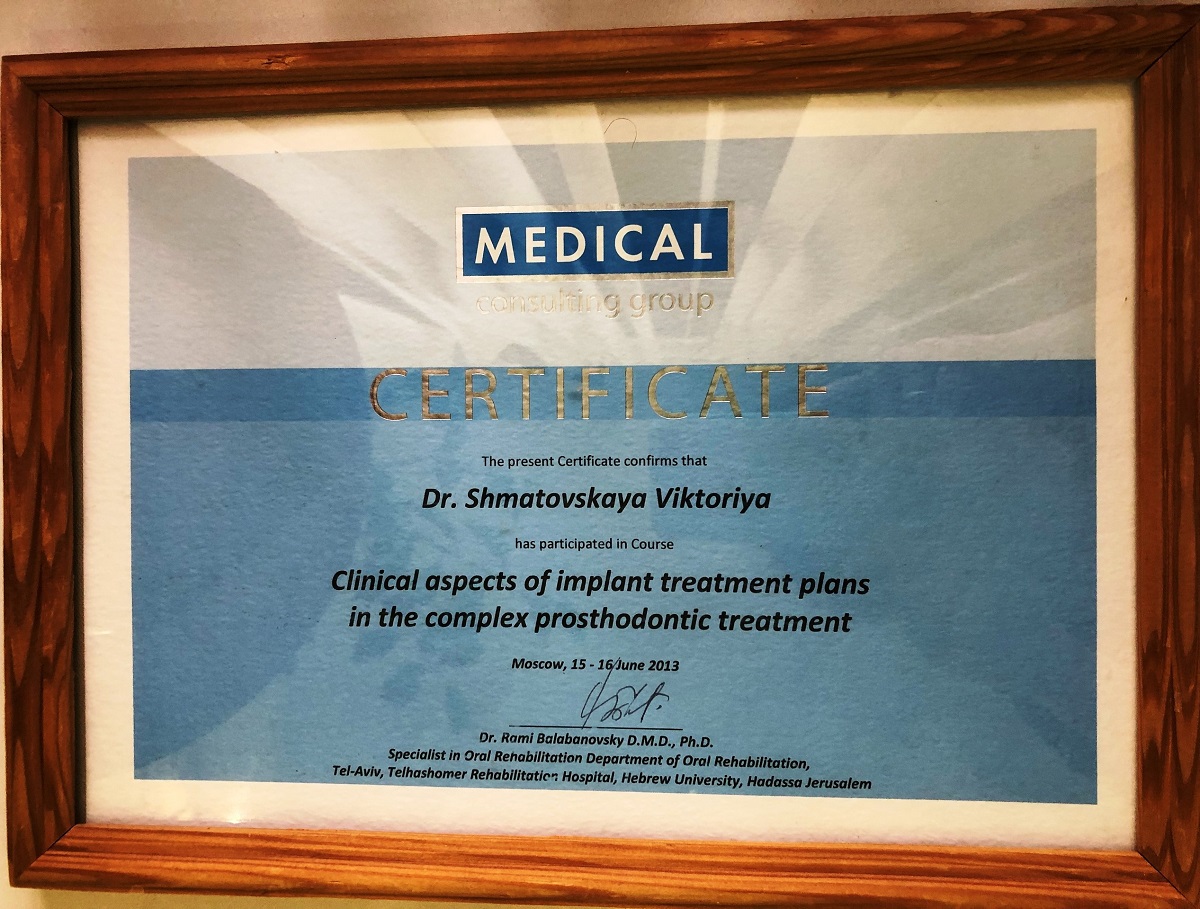 MEDICAL
consulting group
CERTIFICATE
The present Certificate confirms that
Dr. Shmatovskaya Viktoriya
has participated in Course
Clinical aspects of implant treatment plans
in the complex prosthodontic treatment
Moscow, 15 - 16 June 2013
Dr. Rami Balabanovsky D.M.D., Ph.D.
Specialist in Oral Rehabilitation Department of Oral Rehabilitation,
Tel-Aviv, Telhashomer Rehabilitation Hospital, Hebrew University, Hadassa Jerusalem